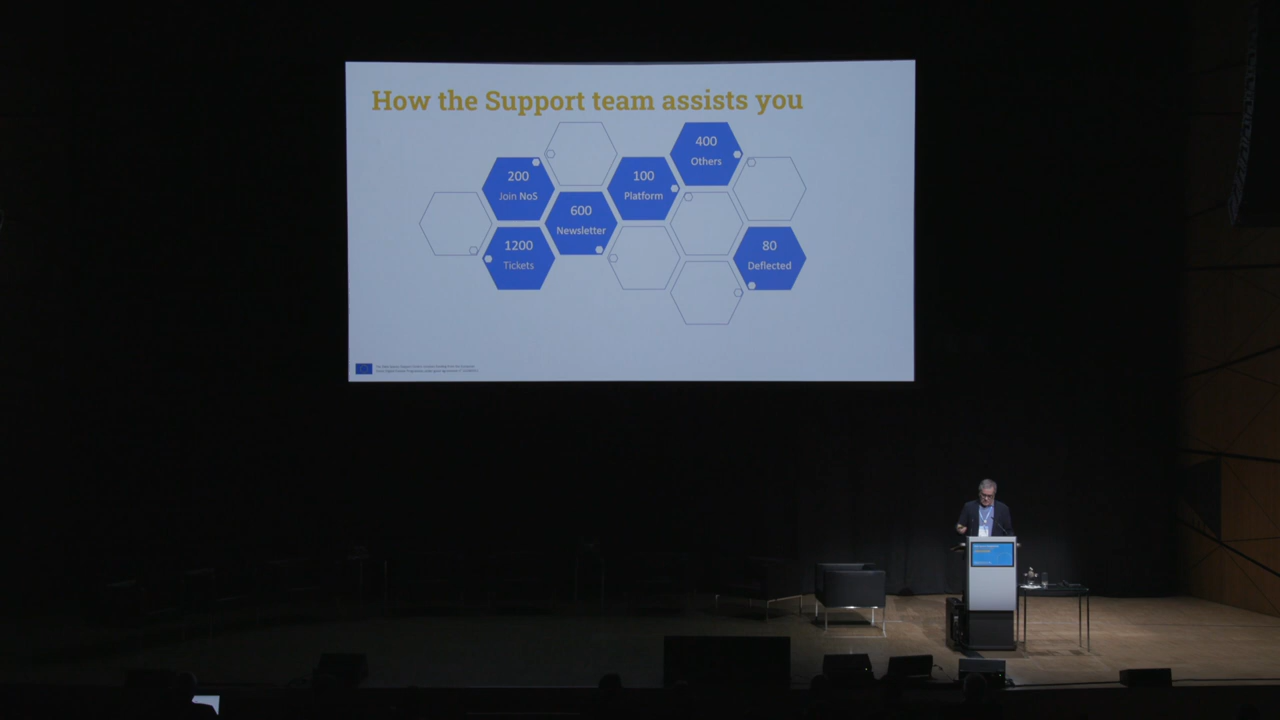 How the Support team assists you
400
Others
200
Join NoS
100
Platform
600
Newsletter
1200
Tickets
80
Deflected